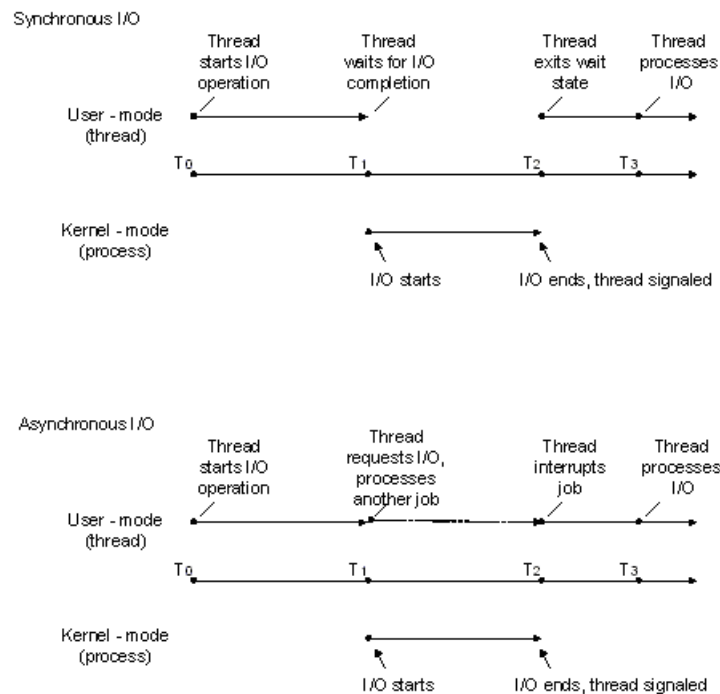 Synchronous I/O
Thread
starts I/O
operation
Thread
waits for I/O
completion
Thread
exits wait
state
Thread
processes
I/O
User - mode
(thread)
T0
T1
T2
T3
Kernel - mode
(process)
I/O starts
I/O ends, thread signaled
Asynchronous I/O
Thread
starts I/O
operation
Thread
requests I/O,
processes
another job
Thread
interrupts
job
Thread
processes
I/O
User - mode
(thread)
T0
T1
T2
T3
Kernel - mode
(process)
I/O starts
I/O ends, thread signaled